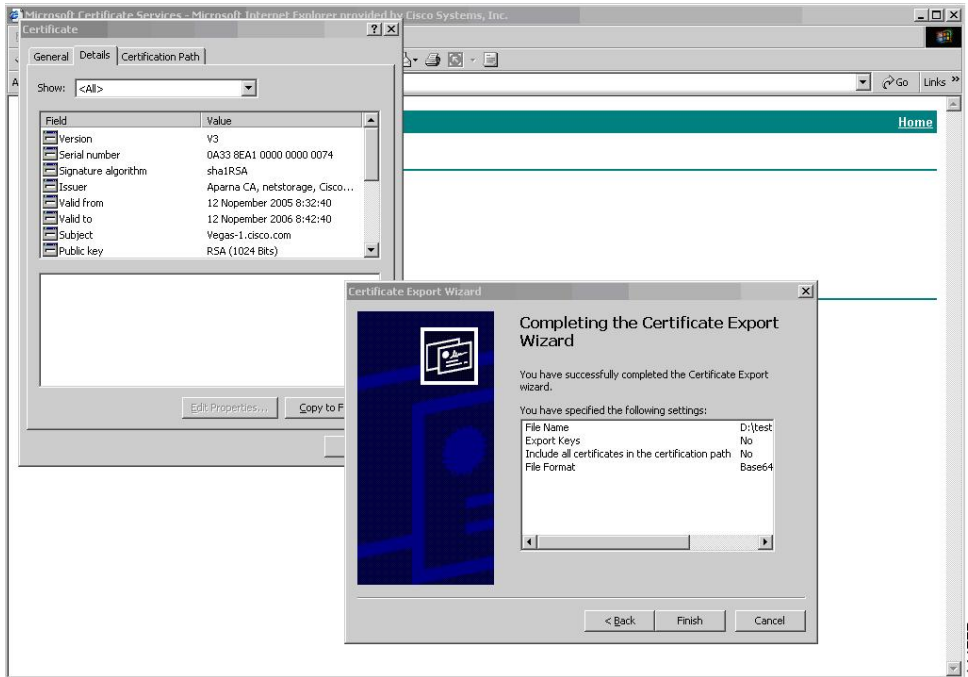 Microsoft Certificate Services - Microsoft Internet Explorer provided by Cisco Systems, Inc.
Certificate
General Details Certification Path
Show: <All>
Go Links »
Home
Field Value
Version V3
Serial number 0A33 8EA1 0000 0000 0074
Signature algorithm sha1RSA
Issuer Aparna CA, netstorage, Cisco...
Valid from 12 Nopember 2005 8:32:40
Valid to 12 Nopember 2006 8:42:40
Subject Vegas-1.cisco.com
Public key RSA (1024 Bits)
Edit Properties... Copy to F
Certificate Export Wizard
Completing the Certificate Export
Wizard
You have successfully completed the Certificate Export
wizard.
You have specified the following settings:
File Name D:\test
Export Keys No
Include all certificates in the certification path No
File Format Base64
< Back Finish Cancel